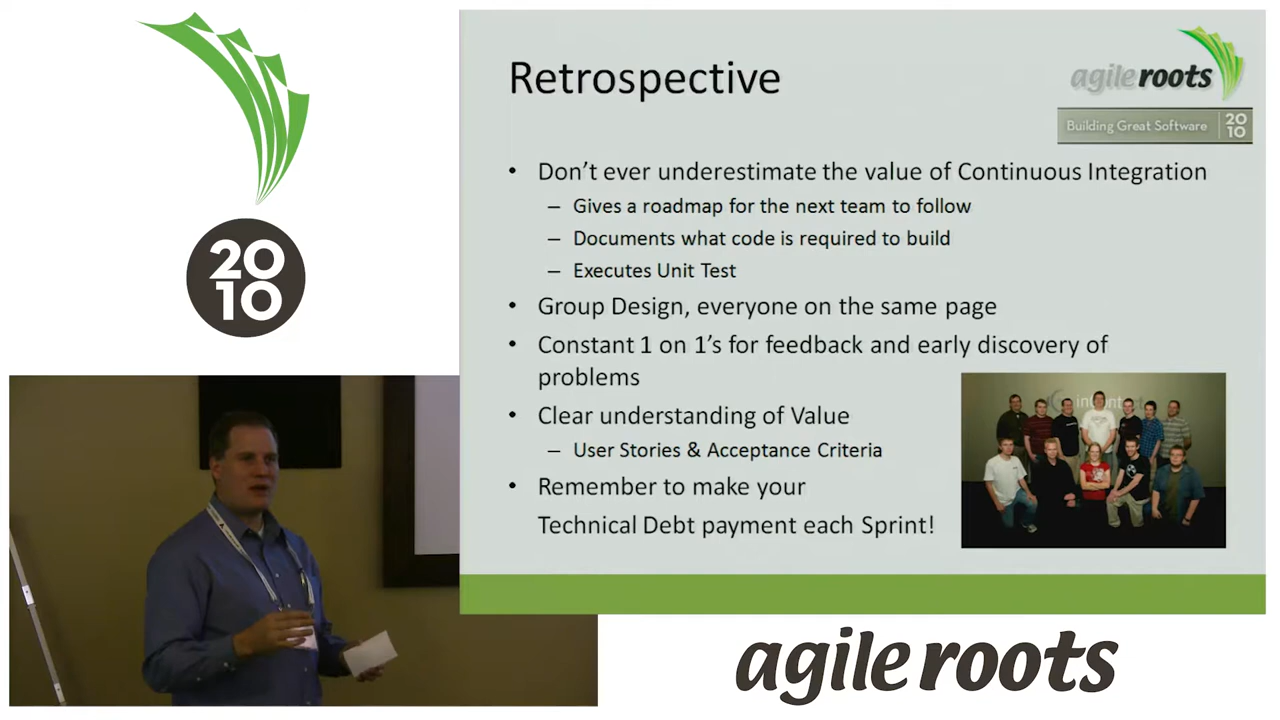 20
10
Retrospective
agile roots
Building Great Software 20
10
• Don't ever underestimate the value of Continuous Integration
– Gives a roadmap for the next team to follow
– Documents what code is required to build
– Executes Unit Test
• Group Design, everyone on the same page
• Constant 1 on 1's for feedback and early discovery of
problems
• Clear understanding of Value
– User Stories & Acceptance Criteria
• Remember to make your
Technical Debt payment each Sprint!
agile roots